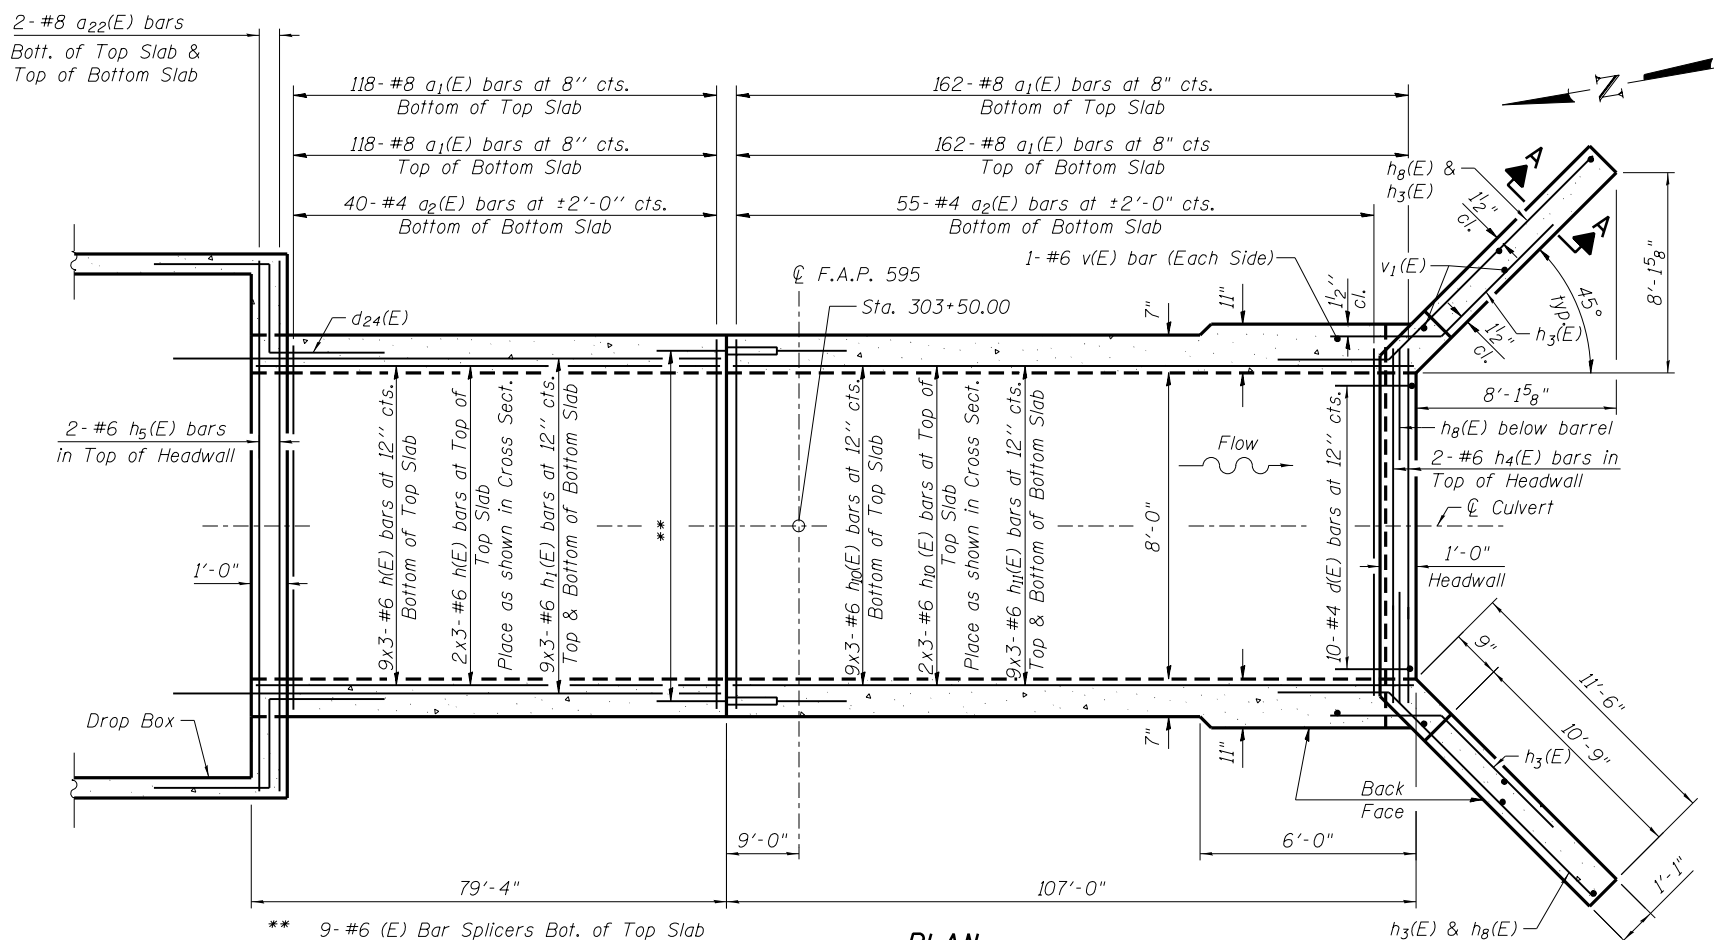 2- #8 a22(E) bars
Bott. of Top Slab &
Top of Bottom Slab
118- #8 a1(E) bars at 8'' cts.
Bottom of Top Slab
162- #8 a1(E) bars at 8" cts.
Bottom of Top Slab
118- #8 a1(E) bars at 8'' cts.
Top of Bottom Slab
162- #8 a1(E) bars at 8" cts
Top of Bottom Slab
40- #4 a2(E) bars at ±2'-0'' cts.
Bottom of Bottom Slab
55- #4 a2(E) bars at ±2'-0" cts.
Bottom of Bottom Slab
N
A
A
h8(E) &
h3(E)
1½"
cl.
1- #6 v(E) bar (Each Side)
v1(E)
℄ F.A.P. 595
Sta. 303+50.00
d24(E)
7"
11"
1½''
cl.
1½"
cl.
45°
typ.
h3(E)
8'-1⅝"
8'-1⅝"
2- #6 h5(E) bars
in Top of Headwall
9x3- #6 h(E) bars at 12'' cts.
Bottom of Top Slab
2x3- #6 h(E) bars at Top of
Top Slab
Place as shown in Cross Sect.
9x3- #6 h1(E) bars at 12'' cts.
Top & Bottom of Bottom Slab
**
9x3- #6 h10(E) bars at 12'' cts.
Bottom of Top Slab
2x3- #6 h10 (E) bars at Top of
Top Slab
Place as shown in Cross Sect.
9x3- #6 h11(E) bars at 12'' cts.
Top & Bottom of Bottom Slab
8'-0"
Flow
10- #4 d(E) bars at 12'' cts.
h8(E) below barrel
2- #6 h4(E) bars in
Top of Headwall
℄ Culvert
1'-0"
1'-0"
Headwall
Drop Box
7"
11"
9"
11'-6"
10'-9"
h3(E)
Back
Face
9'-0"
6'-0"
1'-1"
79'-4"
107'-0"
** 9- #6 (E) Bar Splicers Bot. of Top Slab
PLAN
h3(E) & h8(E)